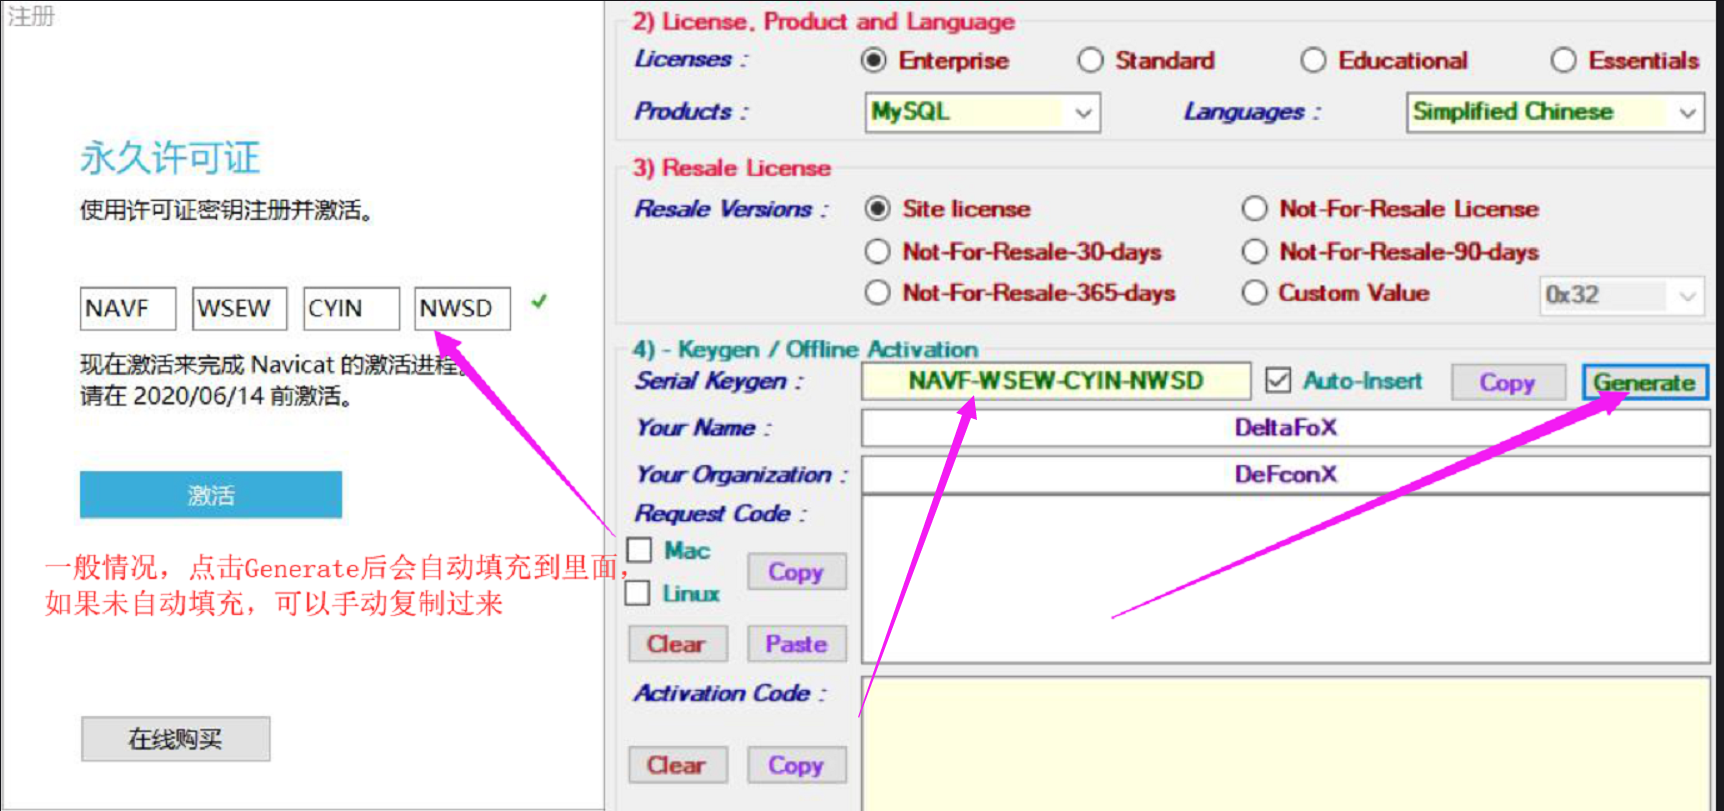 注册
永久许可证
使用许可证密钥注册并激活。
NAVF WSEW CYIN NWSD
现在激活来完成 Navicat 的激活进程。
请在 2020/06/14 前激活。
激活
一般情况，点击Generate后会自动填充到里面，
如果未自动填充，可以手动复制过来
在线购买
2) License, Product and Language
Licenses : Enterprise Standard Educational Essentials
Products : MySQL Languages : Simplified Chinese
3) Resale License
Resale Versions : Site license Not-For-Resale License
Not-For-Resale-30-days Not-For-Resale-90-days
Not-For-Resale-365-days Custom Value 0x32
4) - Keygen / Offline Activation
Serial Keygen : NAVF-WSEW-CYIN-NWSD Auto-Insert Copy Generate
Your Name : DeltaFoX
Your Organization : DeFconX
Request Code :
Mac
Copy
Linux
Clear Paste
Activation Code :
Clear Copy